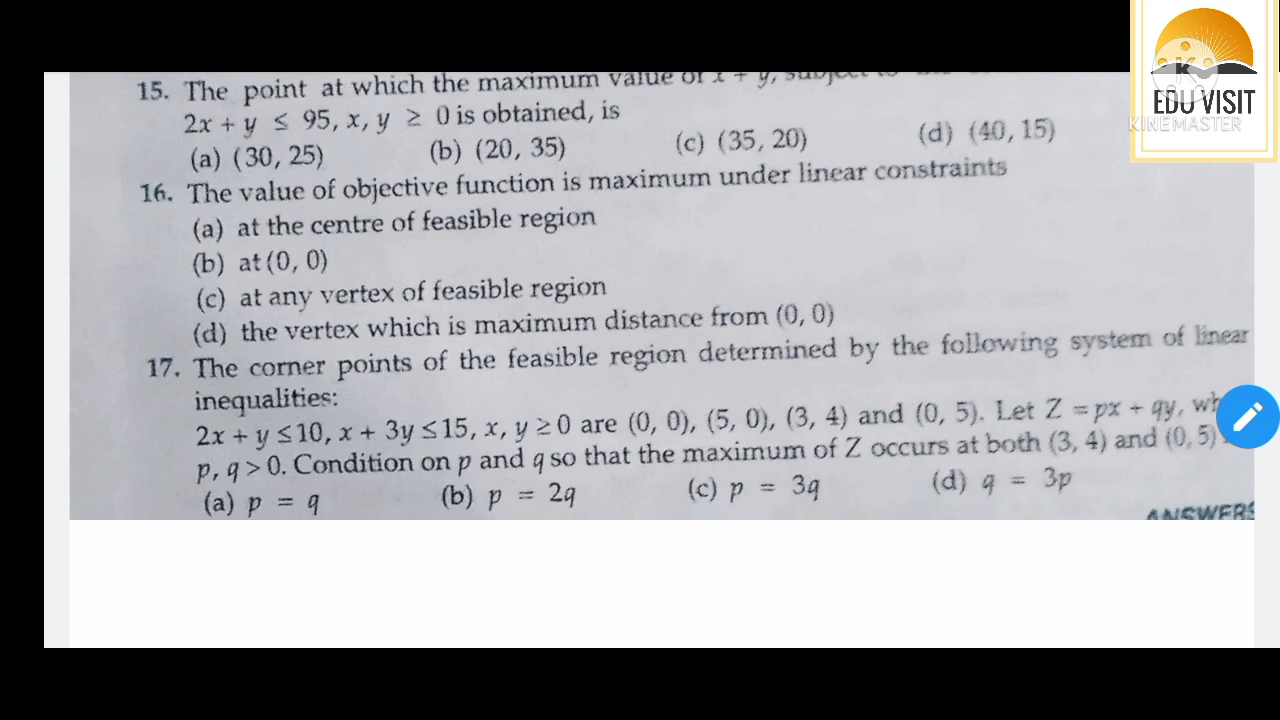 15. The point at which the maximum value of x + y, subject to
2x + y ≤ 95, x, y ≥ 0 is obtained, is
(a) (30, 25) (b) (20, 35) (c) (35, 20) (d) (40, 15)
16. The value of objective function is maximum under linear constraints
(a) at the centre of feasible region
(b) at (0, 0)
(c) at any vertex of feasible region
(d) the vertex which is maximum distance from (0, 0)
17. The corner points of the feasible region determined by the following system of linear
inequalities:
2x + y ≤ 10, x + 3y ≤ 15, x, y ≥ 0 are (0, 0), (5, 0), (3, 4) and (0, 5). Let Z = px + qy,
p, q > 0. Condition on p and q so that the maximum of Z occurs at both (3, 4) and (0, 5)
(a) p = q (b) p = 2q (c) p = 3q (d) q = 3p
ANSWERS
EDU VISIT
KINEMASTER